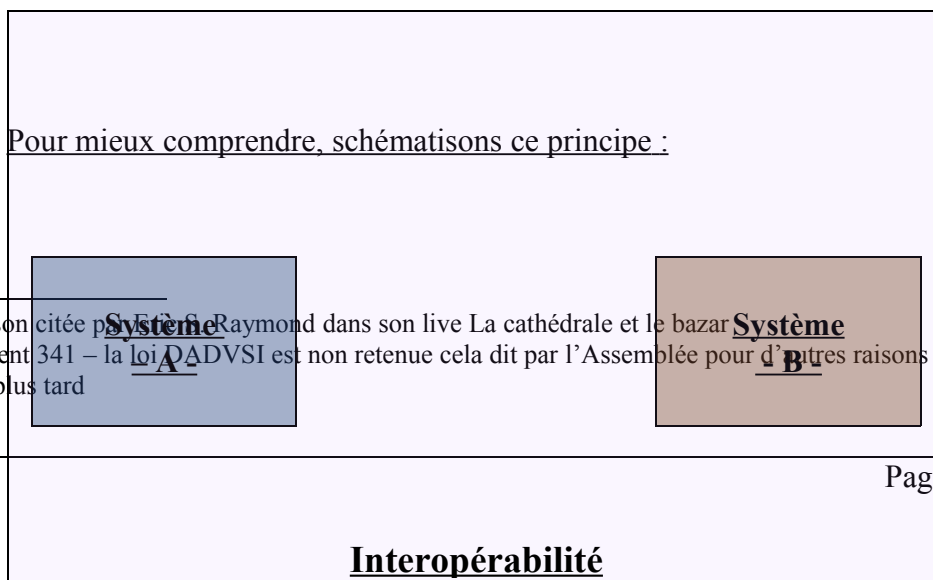 Pour mieux comprendre, schématisons ce principe :
Système
- A -
Système
- B -
on citée par Eric S. Raymond dans son live La cathédrale et le bazar
ent 341 – la loi DADVSI est non retenue cela dit par l’Assemblée pour d’autres raisons
plus tard
Pag
Interopérabilité